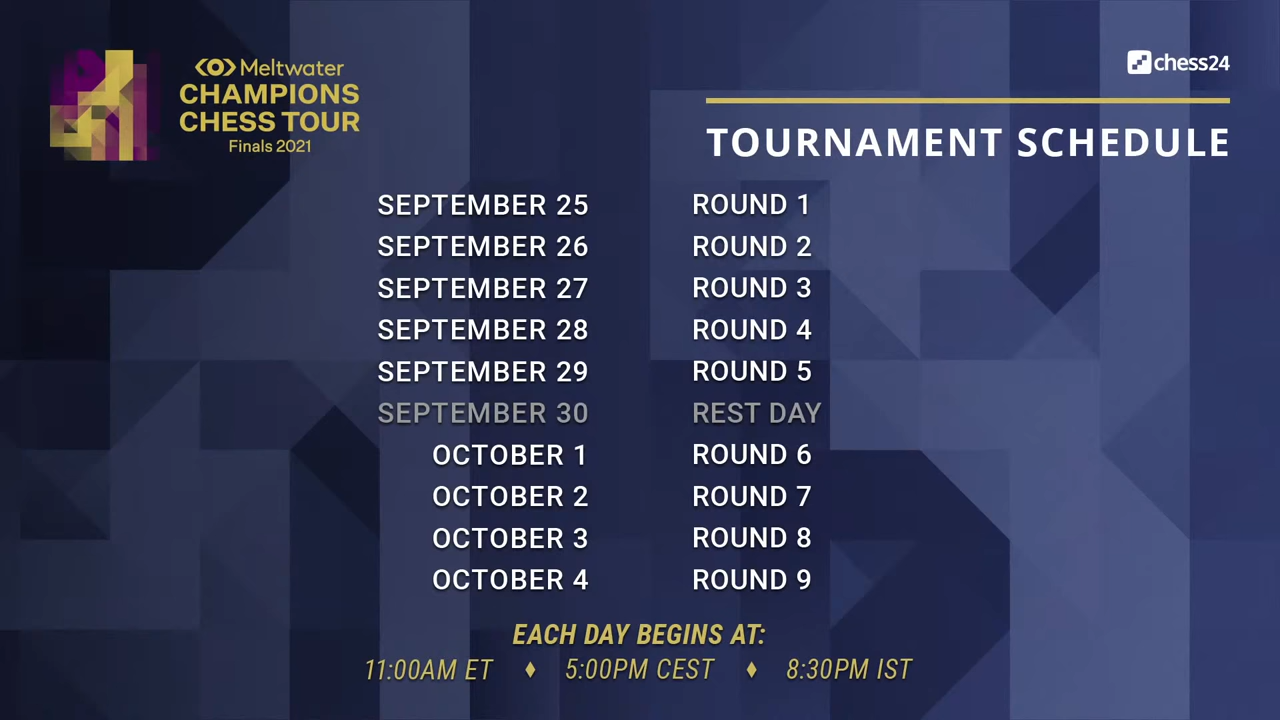 Meltwater
CHAMPIONS
CHESS TOUR
Finals 2021
chess24
TOURNAMENT SCHEDULE
SEPTEMBER 25 ROUND 1
SEPTEMBER 26 ROUND 2
SEPTEMBER 27 ROUND 3
SEPTEMBER 28 ROUND 4
SEPTEMBER 29 ROUND 5
SEPTEMBER 30 REST DAY
OCTOBER 1 ROUND 6
OCTOBER 2 ROUND 7
OCTOBER 3 ROUND 8
OCTOBER 4 ROUND 9
EACH DAY BEGINS AT:
11:00AM ET ♦ 5:00PM CEST ♦ 8:30PM IST